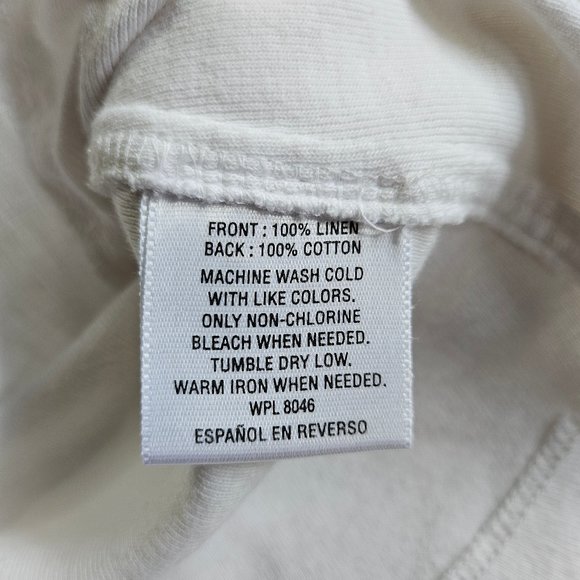 FRONT : 100% LINEN
BACK : 100% COTTON
MACHINE WASH COLD
WITH LIKE COLORS.
ONLY NON-CHLORINE
BLEACH WHEN NEEDED.
TUMBLE DRY LOW.
WARM IRON WHEN NEEDED.
WPL 8046
ESPAÑOL EN REVERSO